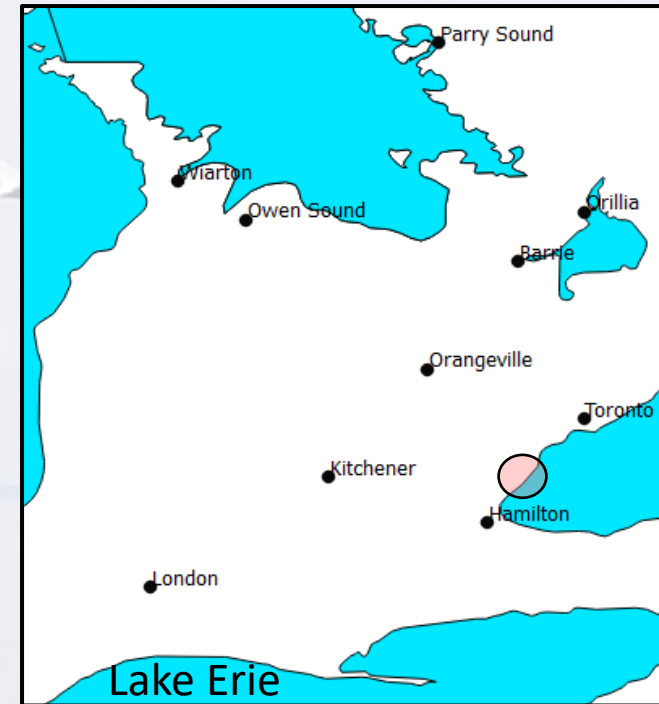 Parry Sound
Wiarton
Owen Sound
Orillia
Barrie
Orangeville
Toronto
Kitchener
Hamilton
London
Lake Erie